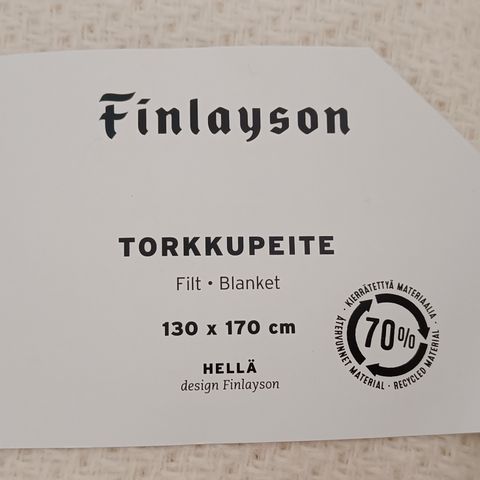 Finlayson
TORKKUPEITE
Filt • Blanket
130 x 170 cm
HELLÄ
design Finlayson
70%
KIERRÄTETTYÄ MATERIAALIA ·
RECYCLED MATERIAL ·
ÅTERVUNNET MATERIAL ·